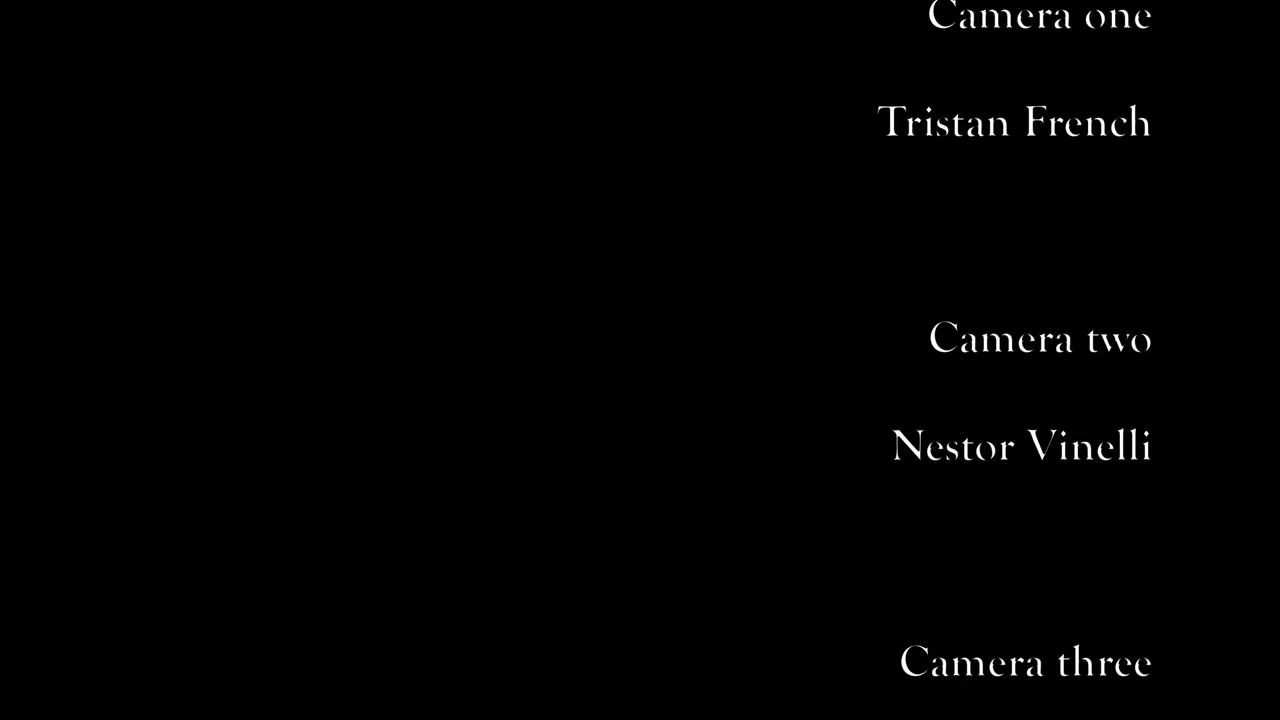 Camera one
Tristan French
Camera two
Nestor Vinelli
Camera three